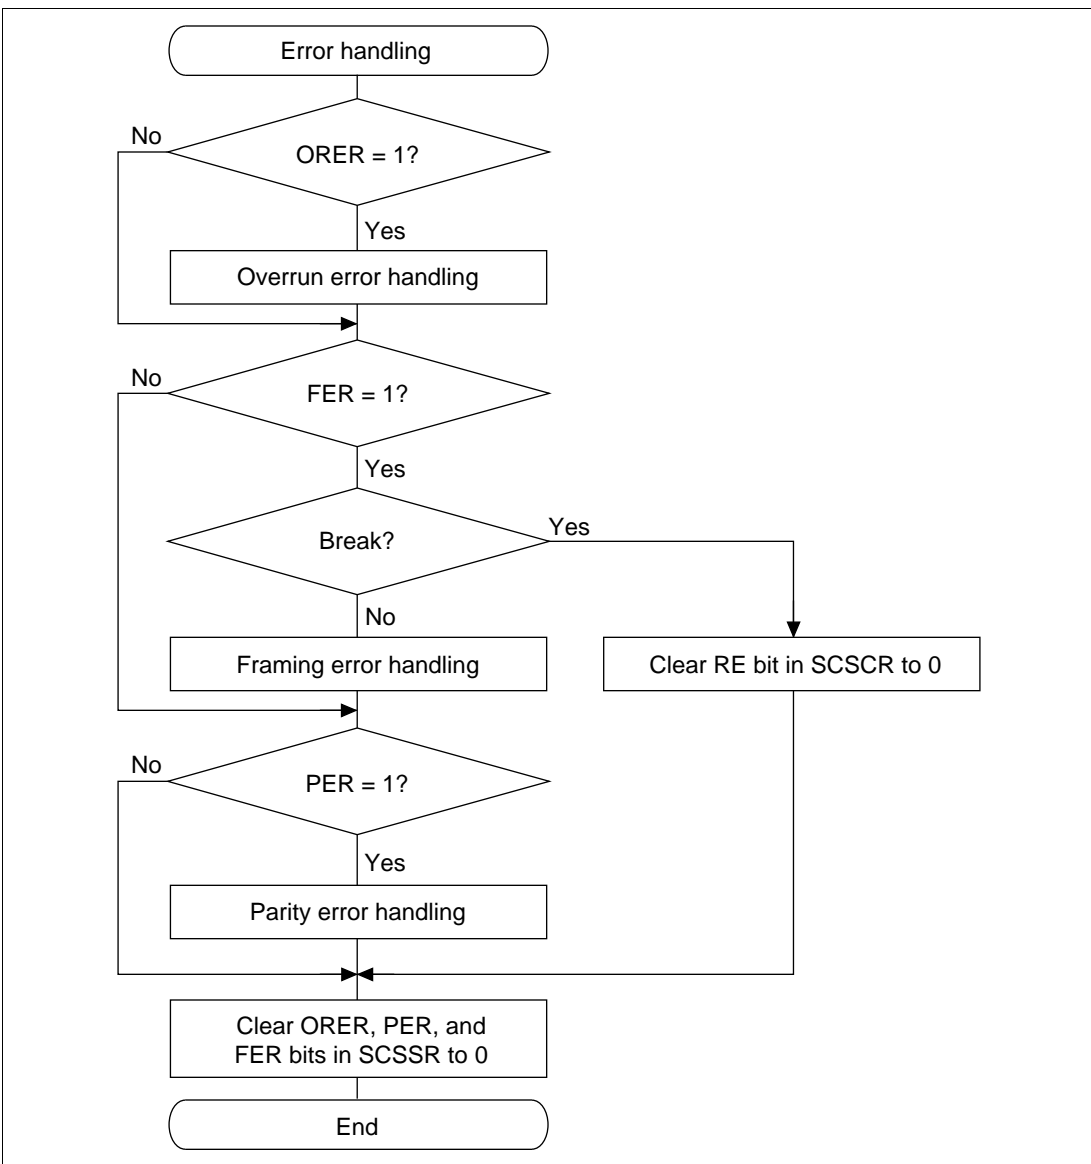 Error handling
No
ORER = 1?
Yes
Overrun error handling
No
FER = 1?
Yes
Break?
Yes
No
Framing error handling
Clear RE bit in SCSCR to 0
No
PER = 1?
Yes
Parity error handling
Clear ORER, PER, and
FER bits in SCSSR to 0
End